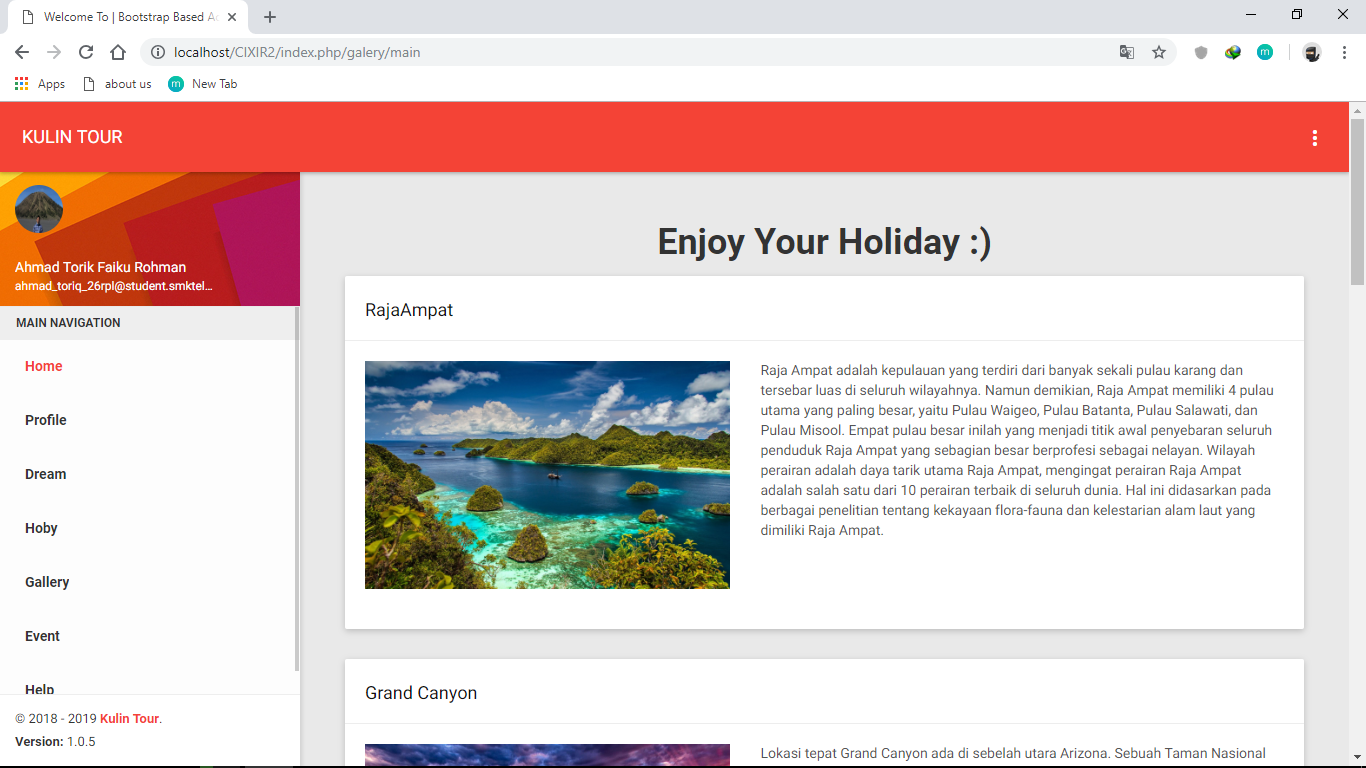 Welcome To | Bootstrap Based Ad
localhost/CIXIR2/index.php/galery/main
Apps
about us
m
New Tab
m
KULIN TOUR
Ahmad Torik Faiku Rohman
ahmad_toriq_26rpl@student.smktel...
MAIN NAVIGATION
Home
Profile
Dream
Hoby
Gallery
Event
Help
© 2018 - 2019 Kulin Tour.
Version: 1.0.5
Enjoy Your Holiday :)
RajaAmpat
Raja Ampat adalah kepulauan yang terdiri dari banyak sekali pulau karang dan
tersebar luas di seluruh wilayahnya. Namun demikian, Raja Ampat memiliki 4 pulau
utama yang paling besar, yaitu Pulau Waigeo, Pulau Batanta, Pulau Salawati, dan
Pulau Misool. Empat pulau besar inilah yang menjadi titik awal penyebaran seluruh
penduduk Raja Ampat yang sebagian besar berprofesi sebagai nelayan. Wilayah
perairan adalah daya tarik utama Raja Ampat, mengingat perairan Raja Ampat
adalah salah satu dari 10 perairan terbaik di seluruh dunia. Hal ini didasarkan pada
berbagai penelitian tentang kekayaan flora-fauna dan kelestarian alam laut yang
dimiliki Raja Ampat.
Grand Canyon
Lokasi tepat Grand Canyon ada di sebelah utara Arizona. Sebuah Taman Nasional